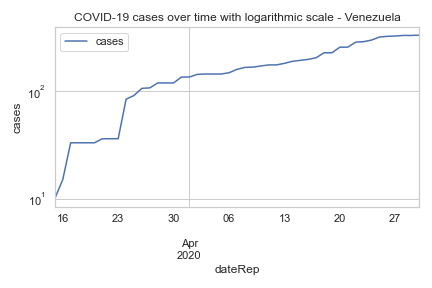 COVID-19 cases over time with logarithmic scale - Venezuela
cases
cases
10²
10¹
16 23 30 06 13 20 27
Apr
2020
dateRep